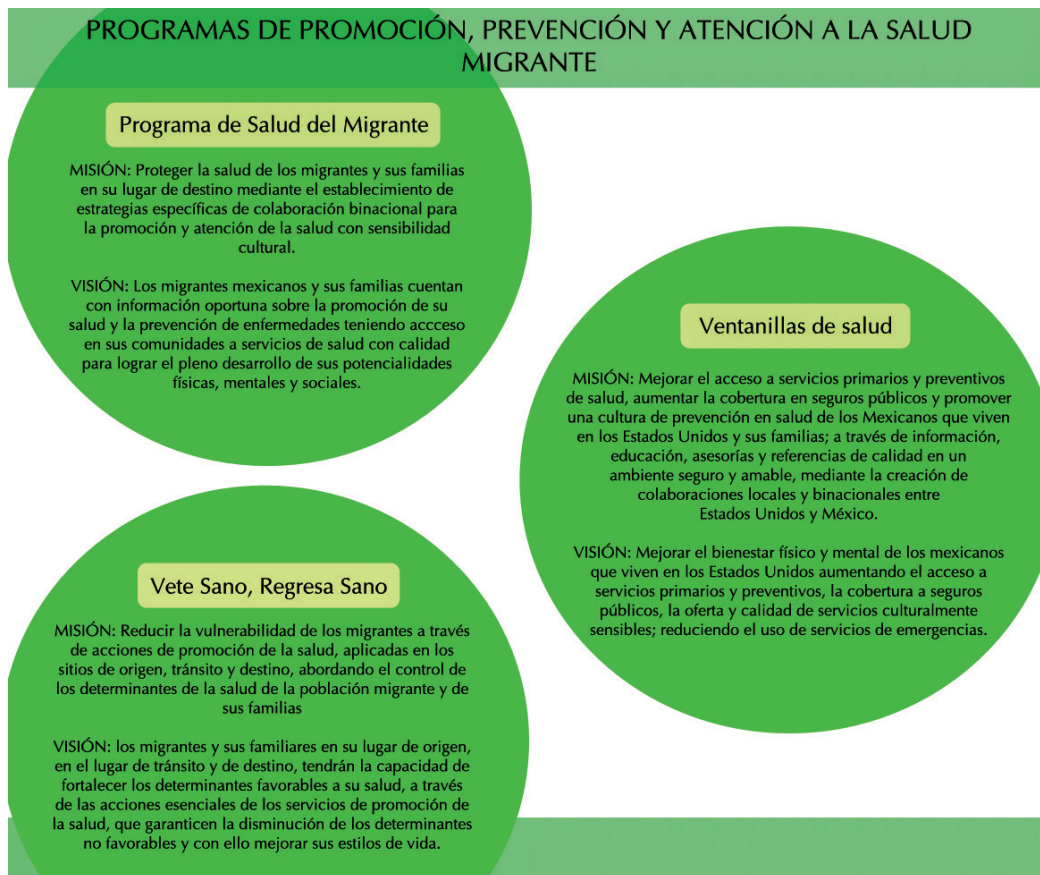 PROGRAMAS DE PROMOCIÓN, PREVENCIÓN Y ATENCIÓN A LA SALUD
MIGRANTE
Programa de Salud del Migrante
MISIÓN: Proteger la salud de los migrantes y sus familias
en su lugar de destino mediante el establecimiento de
estrategias específicas de colaboración binacional para
la promoción y atención de la salud con sensibilidad
cultural.
VISIÓN: Los migrantes mexicanos y sus familias cuentan
con información oportuna sobre la promoción de su
salud y la prevención de enfermedades teniendo accceso
en sus comunidades a servicios de salud con calidad
para lograr el pleno desarrollo de sus potencialidades
físicas, mentales y sociales.
Ventanillas de salud
MISIÓN: Mejorar el acceso a servicios primarios y preventivos
de salud, aumentar la cobertura en seguros públicos y promover
una cultura de prevención en salud de los Mexicanos que viven
en los Estados Unidos y sus familias; a través de información,
educación, asesorías y referencias de calidad en un
ambiente seguro y amable, mediante la creación de
colaboraciones locales y binacionales entre
Estados Unidos y México.
VISIÓN: Mejorar el bienestar físico y mental de los mexicanos
que viven en los Estados Unidos aumentando el acceso a
servicios primarios y preventivos, la cobertura a seguros
públicos, la oferta y calidad de servicios culturalmente
sensibles; reduciendo el uso de servicios de emergencias.
Vete Sano, Regresa Sano
MISIÓN: Reducir la vulnerabilidad de los migrantes a través
de acciones de promoción de la salud, aplicadas en los
sitios de origen, tránsito y destino, abordando el control de
los determinantes de la salud de la población migrante y de
sus familias
VISIÓN: los migrantes y sus familiares en su lugar de origen,
en el lugar de tránsito y de destino, tendrán la capacidad de
fortalecer los determinantes favorables a su salud, a través
de las acciones esenciales de los servicios de promoción de
la salud, que garanticen la disminución de los determinantes
no favorables y con ello mejorar sus estilos de vida.